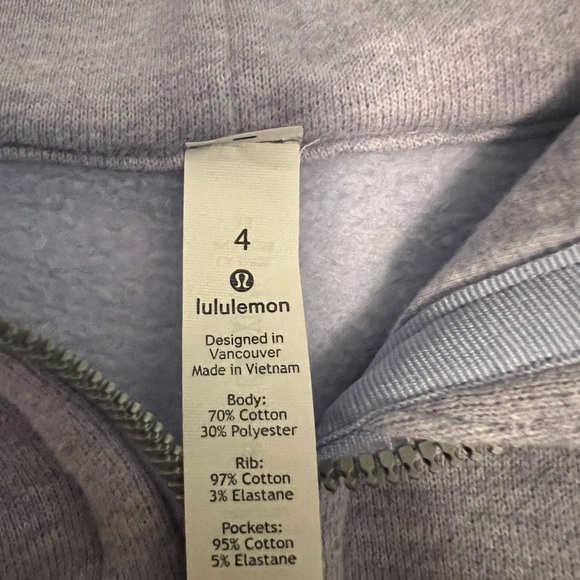 4
lululemon
Designed in
Vancouver
Made in Vietnam
Body:
70% Cotton
30% Polyester
Rib:
97% Cotton
3% Elastane
Pockets:
95% Cotton
5% Elastane